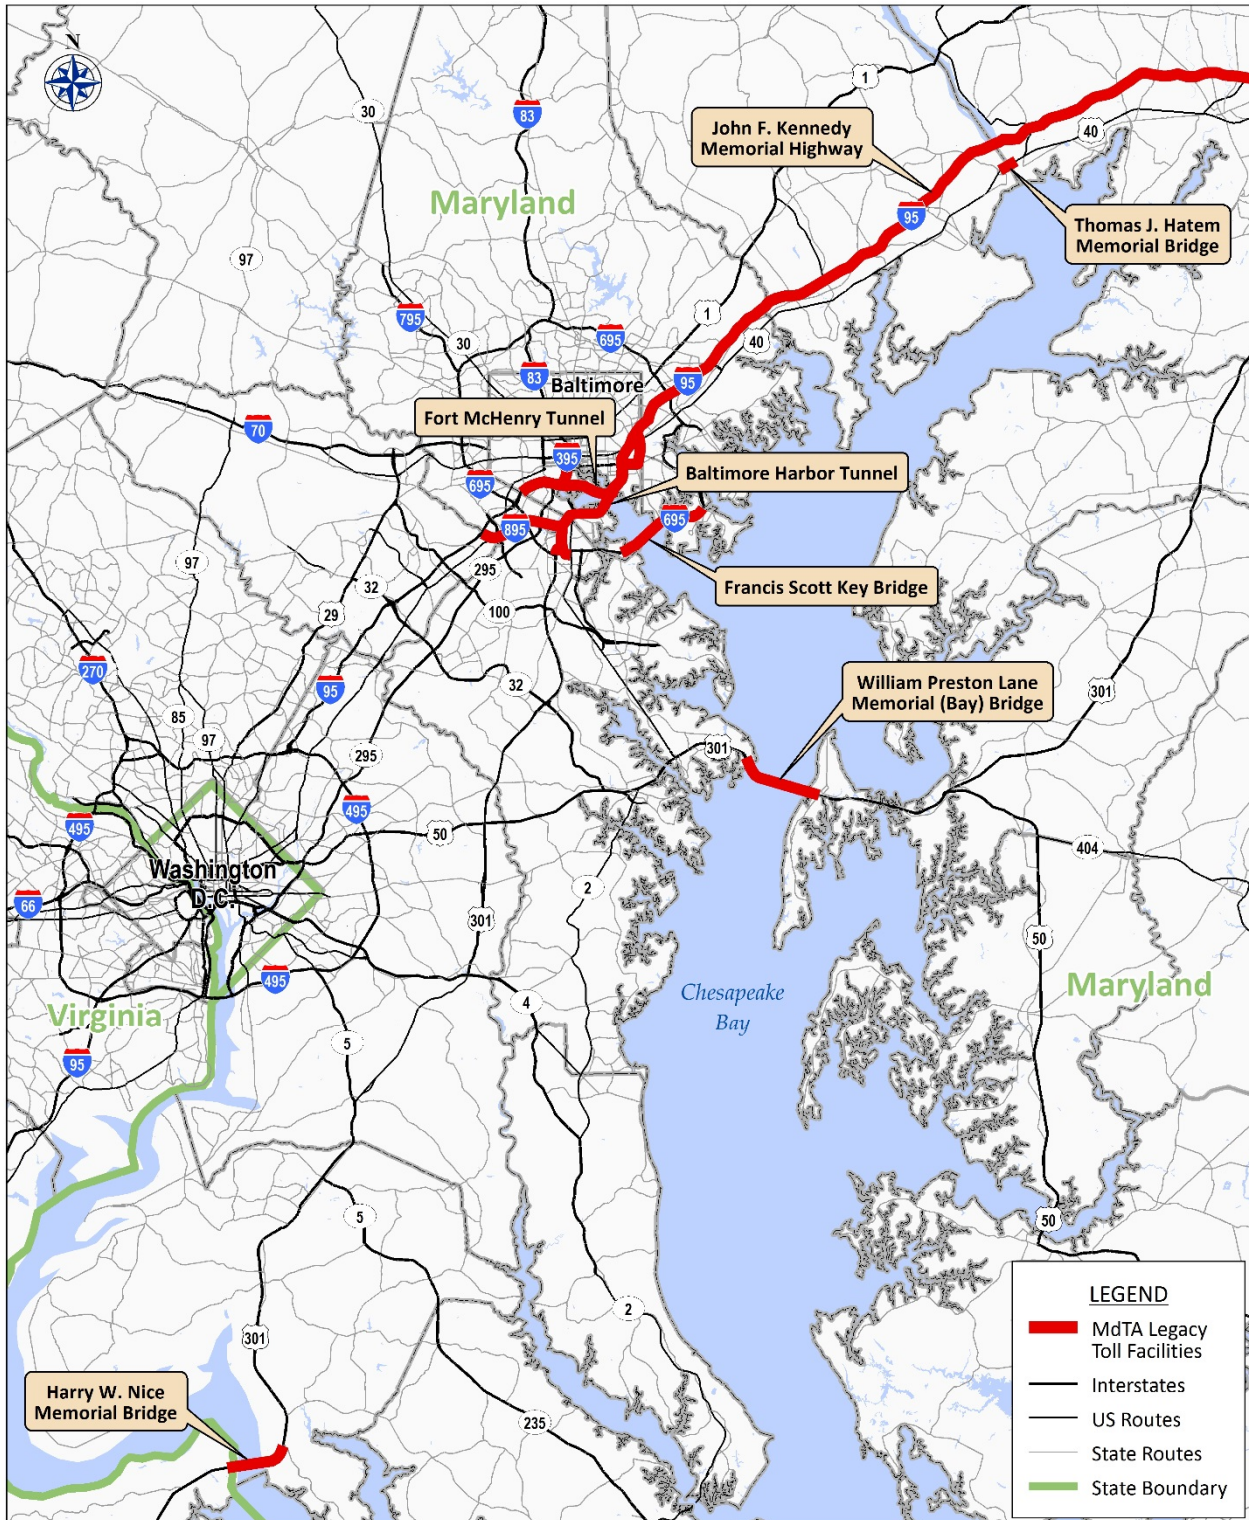 N
1
30
83
John F. Kennedy
Memorial Highway
40
Maryland
95
Thomas J. Hatem
Memorial Bridge
97
795
1
30
695
40
83
Baltimore
95
Fort McHenry Tunnel
70
395
Baltimore Harbor Tunnel
695
895
695
97
295
32
Francis Scott Key Bridge
29
100
270
95
32
William Preston Lane
Memorial (Bay) Bridge
301
85
97
295
301
495
495
50
404
Washington
D.C.
2
66
301
50
495
Chesapeake
Bay
Maryland
Virginia
4
5
95
5
50
2
301
LEGEND
MdTA Legacy
Toll Facilities
Interstates
US Routes
State Routes
State Boundary
Harry W. Nice
Memorial Bridge
235